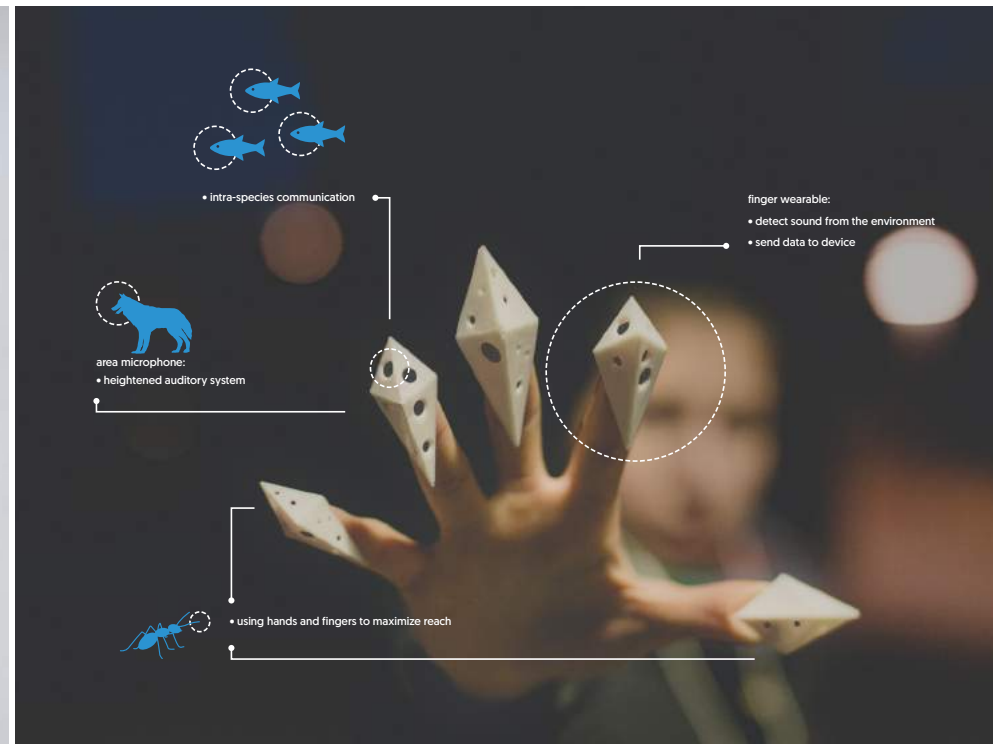 • intra-species communication
finger wearable:
• detect sound from the environment
• send data to device
area microphone:
• heightened auditory system
• using hands and fingers to maximize reach